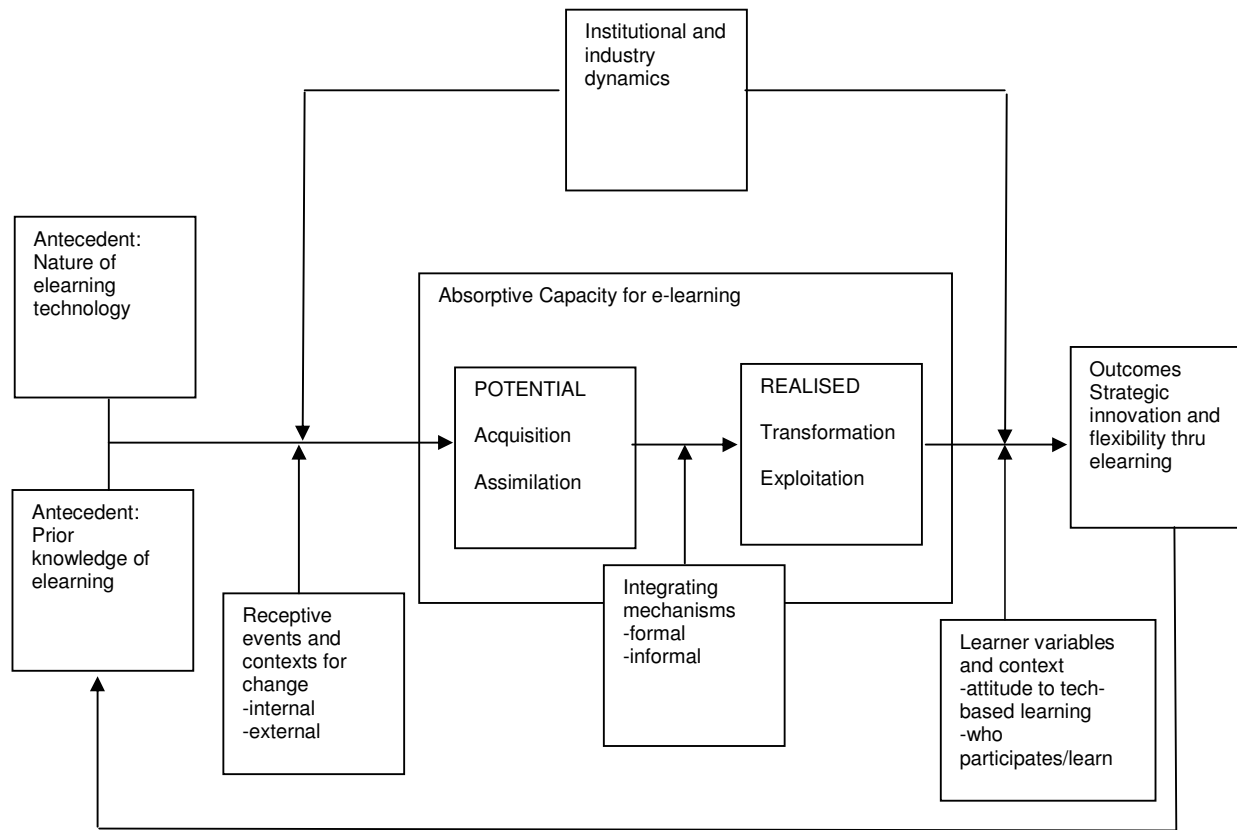 Institutional and
industry
dynamics
Antecedent:
Nature of
elearning
technology
Absorptive Capacity for e-learning
POTENTIAL
Acquisition
Assimilation
REALISED
Transformation
Exploitation
Outcomes
Strategic
innovation and
flexibility thru
elearning
Antecedent:
Prior
knowledge of
elearning
Receptive
events and
contexts for
change
-internal
-external
Integrating
mechanisms
-formal
-informal
Learner variables
and context
-attitude to tech-
based learning
-who
participates/learn